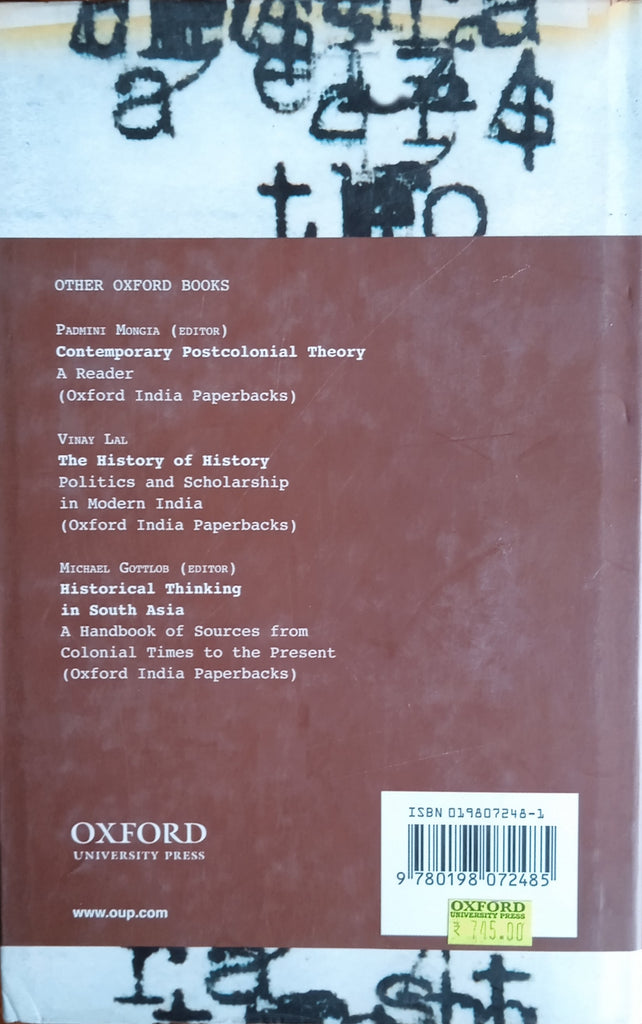 a
$
t o
OTHER OXFORD BOOKS
PADMINI MONGIA (EDITOR)
Contemporary Postcolonial Theory
A Reader
(Oxford India Paperbacks)
VINAY LAL
The History of History
Politics and Scholarship
in Modern India
(Oxford India Paperbacks)
MICHAEL GOTTLOB (EDITOR)
Historical Thinking
in South Asia
A Handbook of Sources from
Colonial Times to the Present
(Oxford India Paperbacks)
OXFORD
UNIVERSITY PRESS
www.oup.com
ISBN 019807248-1
9 780198 072485
OXFORD
UNIVERSITY PRESS
₹ 745.00